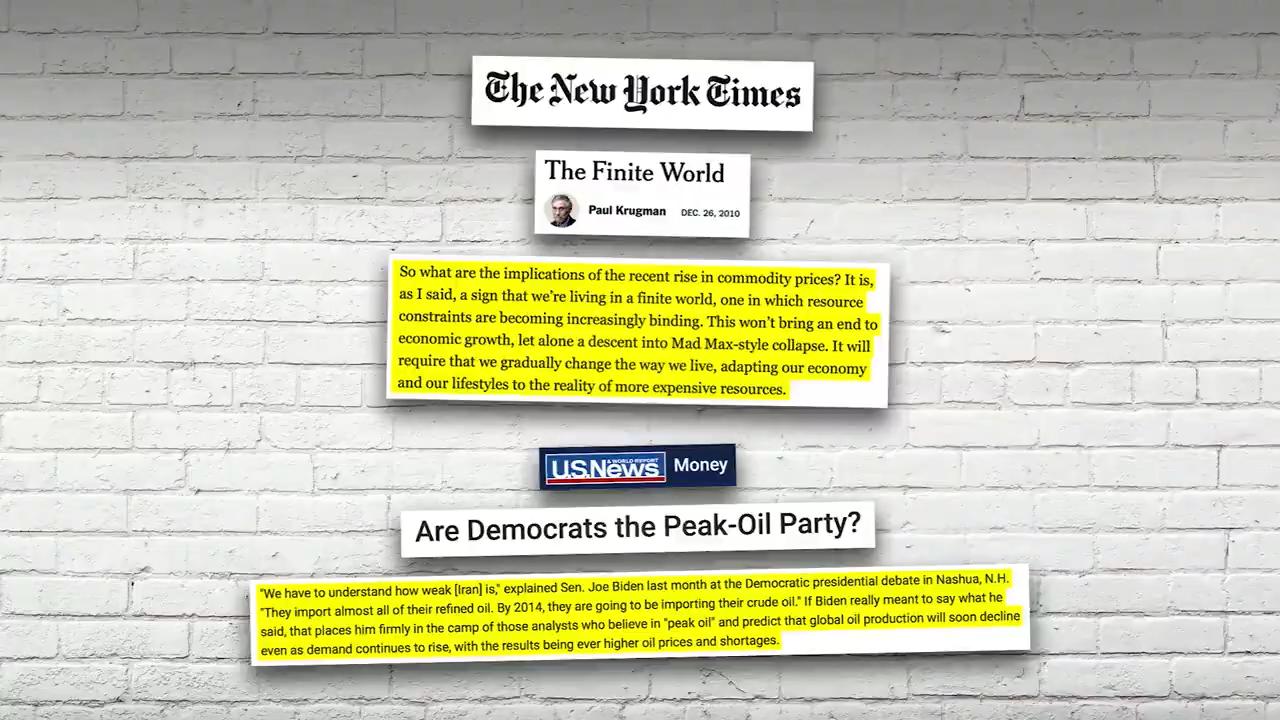 The New York Times
The Finite World
Paul Krugman DEC. 26, 2010
So what are the implications of the recent rise in commodity prices? It is,
as I said, a sign that we’re living in a finite world, one in which resource
constraints are becoming increasingly binding. This won’t bring an end to
economic growth, let alone a descent into Mad Max-style collapse. It will
require that we gradually change the way we live, adapting our economy
and our lifestyles to the reality of more expensive resources.
U.S.News & WORLD REPORT Money
Are Democrats the Peak-Oil Party?
"We have to understand how weak [Iran] is," explained Sen. Joe Biden last month at the Democratic presidential debate in Nashua, N.H.
"They import almost all of their refined oil. By 2014, they are going to be importing their crude oil." If Biden really meant to say what he
said, that places him firmly in the camp of those analysts who believe in "peak oil" and predict that global oil production will soon decline
even as demand continues to rise, with the results being ever higher oil prices and shortages.